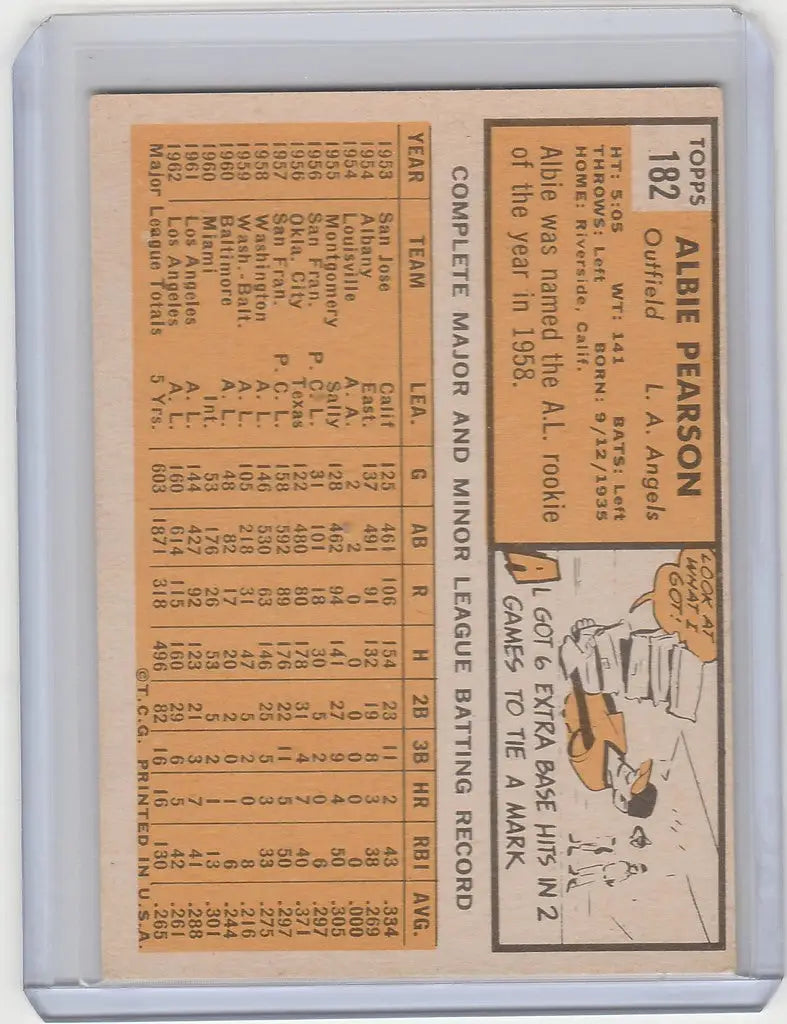 TOPPS
182
ALBIE PEARSON
Outfield L. A. Angels
HT: 5:05 WT: 141 BATS: Left
THROWS: Left BORN: 9/12/1935
HOME: Riverside, Calif.
Albie was named the A.L. rookie
of the year in 1958.
LOOK AT
WHAT I
GOT!
AL GOT 6 EXTRA BASE HITS IN 2
GAMES TO TIE A MARK
COMPLETE MAJOR AND MINOR LEAGUE BATTING RECORD
YEAR TEAM LEA. G AB R H 2B 3B HR RBI AVG.
1953 San Jose Calif 125 461 106 154 23 11 2 43 .334
1954 Albany East. 137 491 91 132 19 8 3 38 .269
1954 Louisville A. A. 2 2 0 0 0 0 0 0 .000
1955 Montgomery Sally 128 462 94 141 27 9 4 50 .305
1956 San Fran. P. C. L. 31 101 18 30 5 2 0 6 .297
1956 Okla. City Texas 122 480 80 178 31 4 7 40 .371
1957 San Fran. P. C. L. 158 592 89 176 22 11 5 50 .297
1958 Washington A. L. 146 530 63 146 25 5 3 33 .275
1959 Wash.-Balt. A. L. 105 218 31 47 5 2 0 8 .216
1960 Baltimore A. L. 48 82 17 20 2 0 1 6 .244
1960 Miami Int. 53 176 26 53 5 2 1 13 .301
1961 Los Angeles A. L. 144 427 92 123 21 3 7 41 .288
1962 Los Angeles A. L. 160 614 115 160 29 6 5 42 .261
Major League Totals 5 Yrs. 603 1871 318 496 82 16 16 130 .265
©T.C.G. PRINTED IN U.S.A.